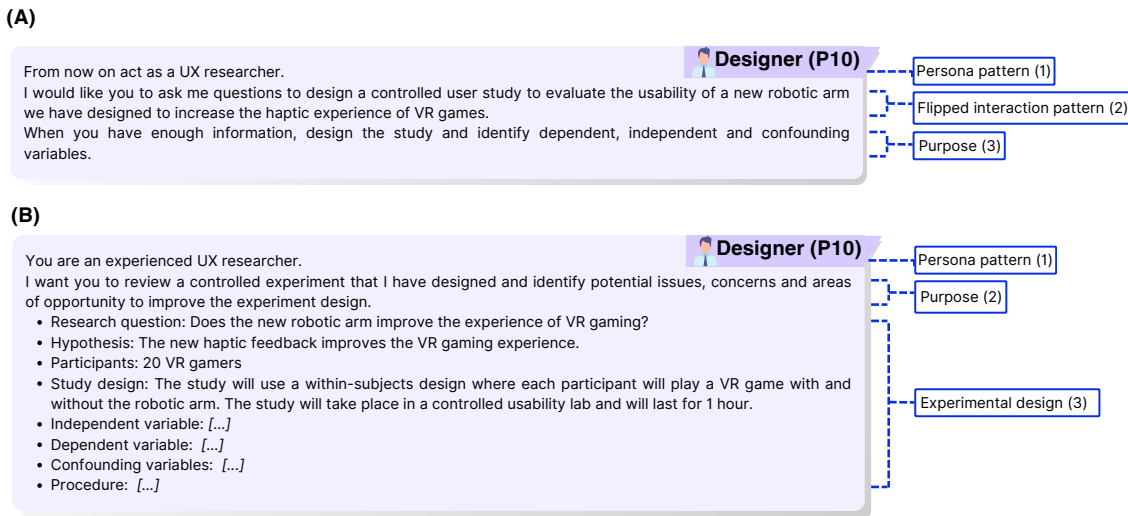 (A)
Designer (P10)
From now on act as a UX researcher.
Persona pattern (1)
I would like you to ask me questions to design a controlled user study to evaluate the usability of a new robotic arm
we have designed to increase the haptic experience of VR games.
Flipped interaction pattern (2)
When you have enough information, design the study and identify dependent, independent and confounding
variables.
Purpose (3)
(B)
Designer (P10)
You are an experienced UX researcher.
Persona pattern (1)
I want you to review a controlled experiment that I have designed and identify potential issues, concerns and areas
of opportunity to improve the experiment design.
Purpose (2)
• Research question: Does the new robotic arm improve the experience of VR gaming?
• Hypothesis: The new haptic feedback improves the VR gaming experience.
• Participants: 20 VR gamers
• Study design: The study will use a within-subjects design where each participant will play a VR game with and
without the robotic arm. The study will take place in a controlled usability lab and will last for 1 hour.
• Independent variable: [...]
• Dependent variable: [...]
• Confounding variables: [...]
• Procedure: [...]
Experimental design (3)